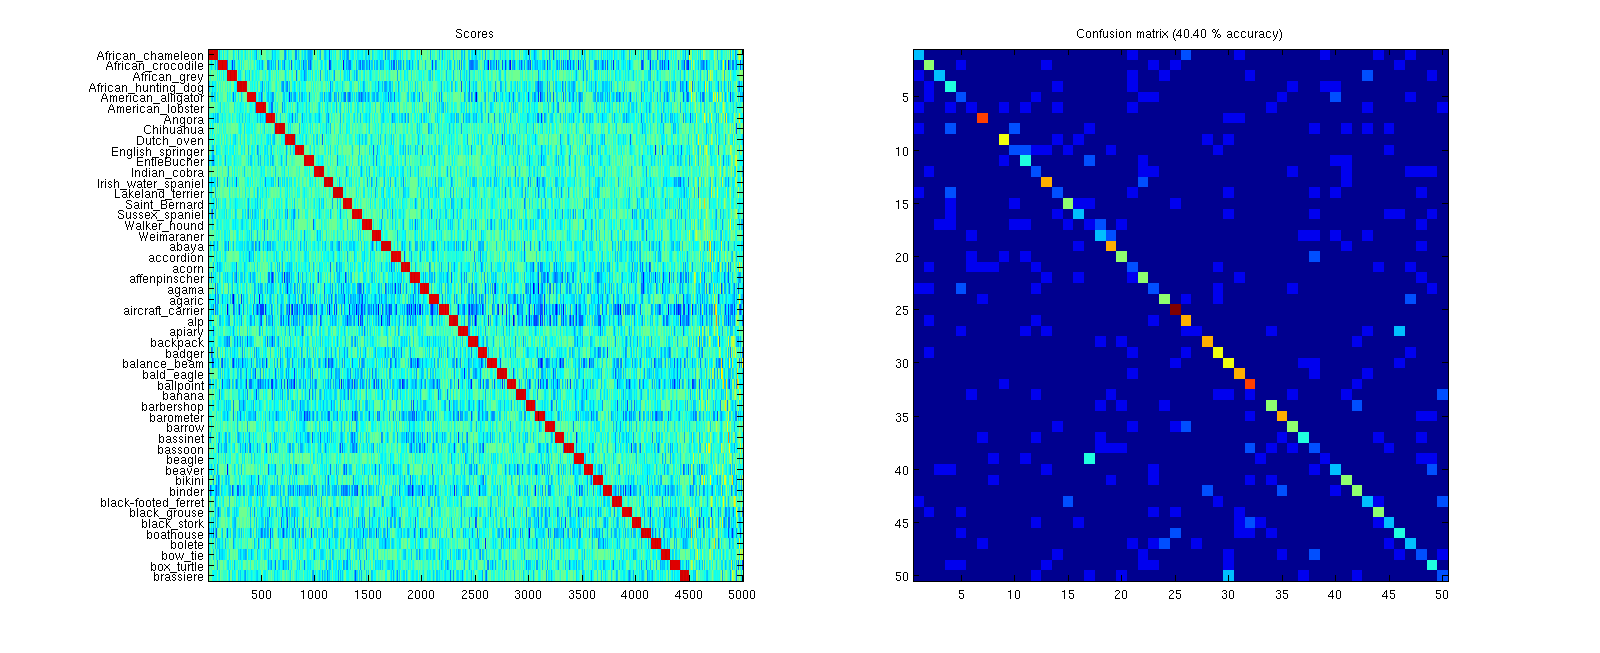 Scores
African_chameleon
African_crocodile
African_grey
African_hunting_dog
American_alligator
American_lobster
Angora
Chihuahua
Dutch_oven
English_springer
EntleBucher
Indian_cobra
Irish_water_spaniel
Lakeland_terrier
Saint_Bernard
Sussex_spaniel
Walker_hound
Weimaraner
abaya
accordion
acorn
affenpinscher
agama
agaric
aircraft_carrier
alp
apiary
backpack
badger
balance_beam
bald_eagle
ballpoint
banana
barbershop
barometer
barrow
bassinet
bassoon
beagle
beaver
bikini
binder
black-footed_ferret
black_grouse
black_stork
boathouse
bolete
bow_tie
box_turtle
brassiere
500 1000 1500 2000 2500 3000 3500 4000 4500 5000
Confusion matrix (40.40 % accuracy)
5
10
15
20
25
30
35
40
45
50
5 10 15 20 25 30 35 40 45 50